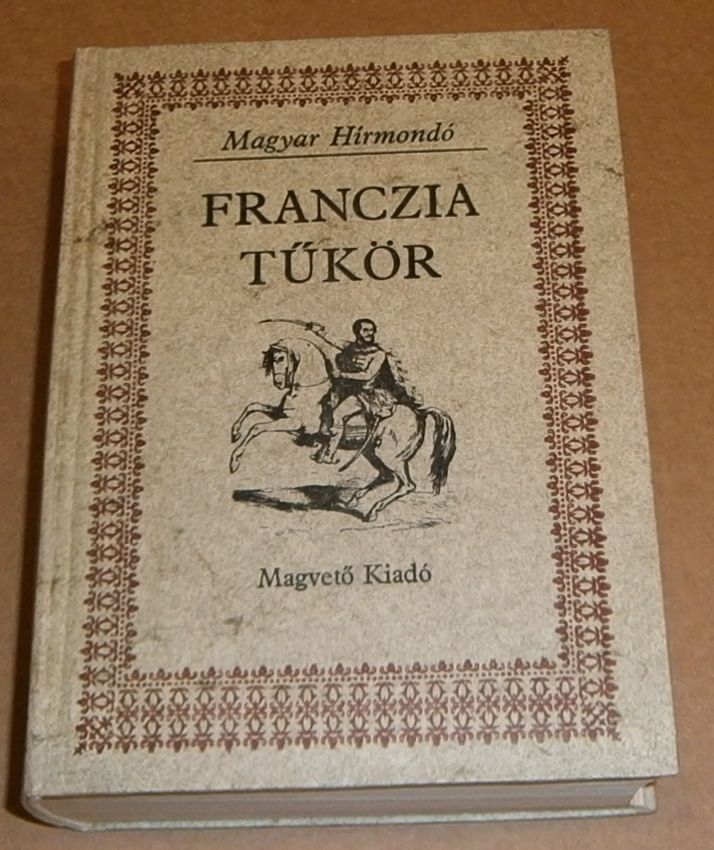 Magyar Hírmondó
FRANCZIA
TŰKÖR
Magvető Kiadó